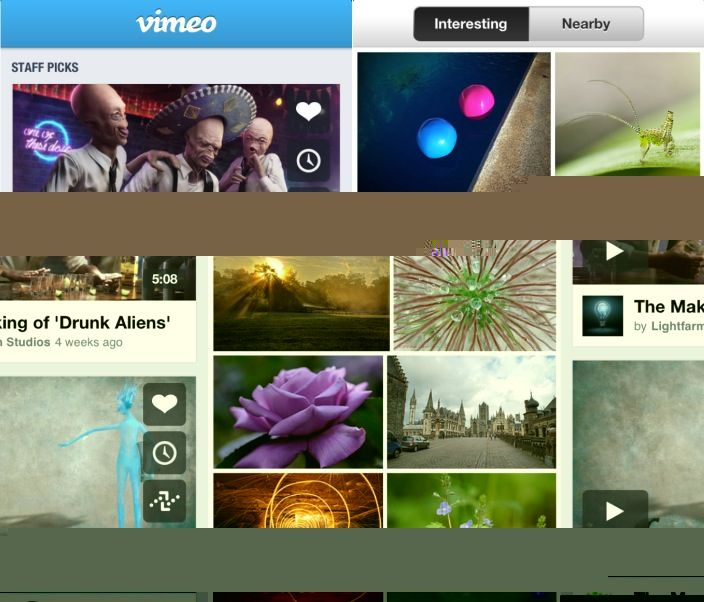 vimeo
Interesting Nearby
STAFF PICKS
5:08
king of 'Drunk Aliens'
n Studios 4 weeks ago
The Mak
by Lightfarm